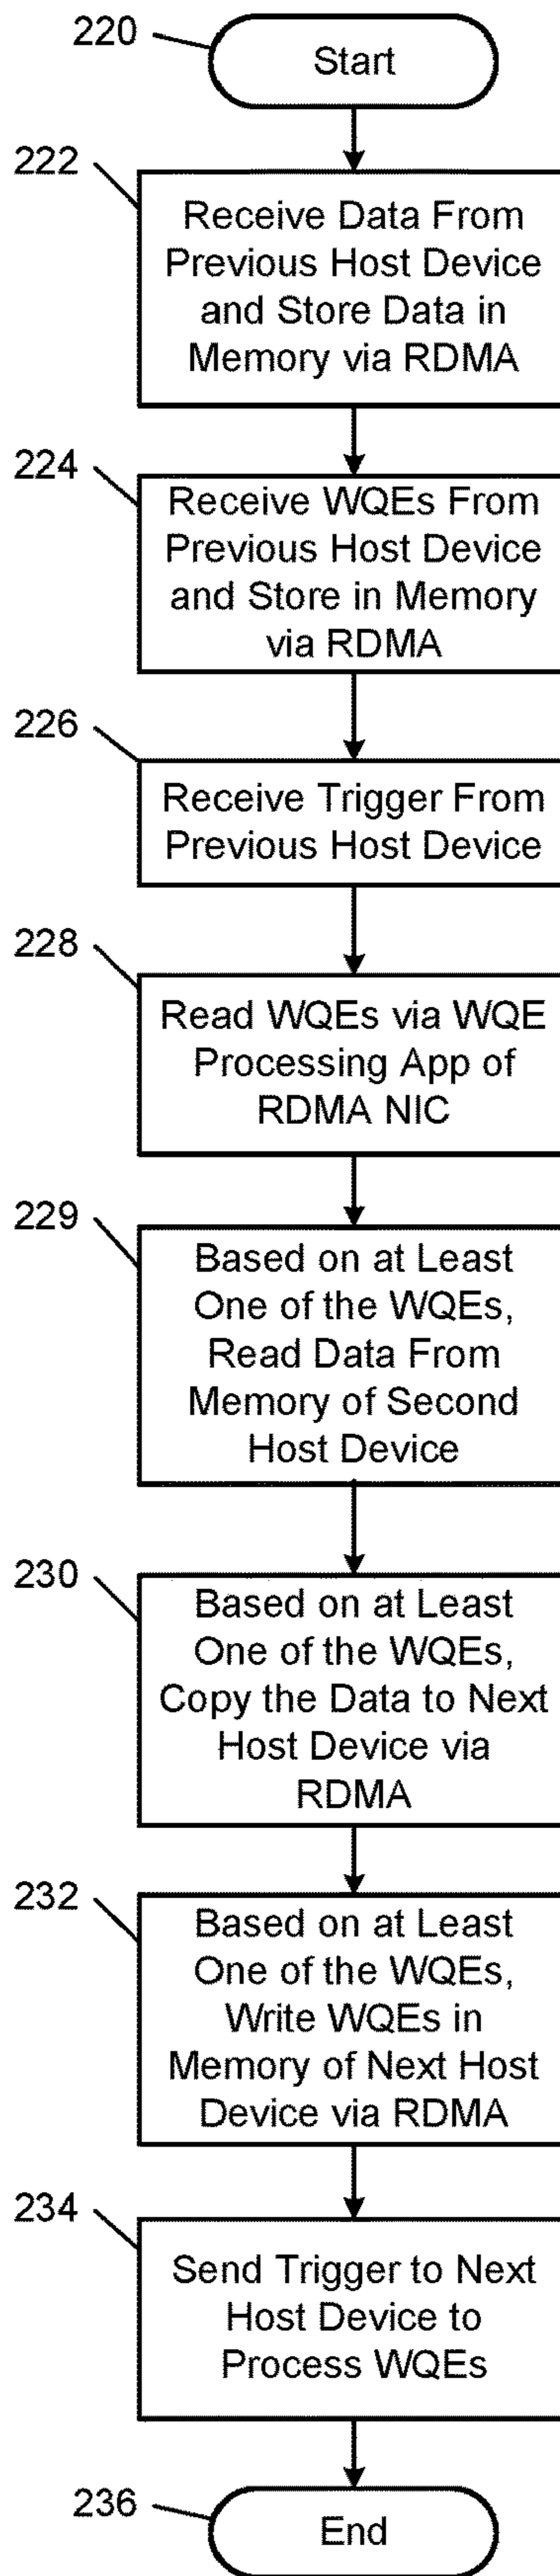 220
Start
222
Receive Data From
Previous Host Device
and Store Data in
Memory via RDMA
224
Receive WQEs From
Previous Host Device
and Store in Memory
via RDMA
226
Receive Trigger From
Previous Host Device
228
Read WQEs via WQE
Processing App of
RDMA NIC
229
Based on at Least
One of the WQEs,
Read Data From
Memory of Second
Host Device
230
Based on at Least
One of the WQEs,
Copy the Data to Next
Host Device via
RDMA
232
Based on at Least
One of the WQEs,
Write WQEs in
Memory of Next Host
Device via RDMA
234
Send Trigger to Next
Host Device to
Process WQEs
236
End